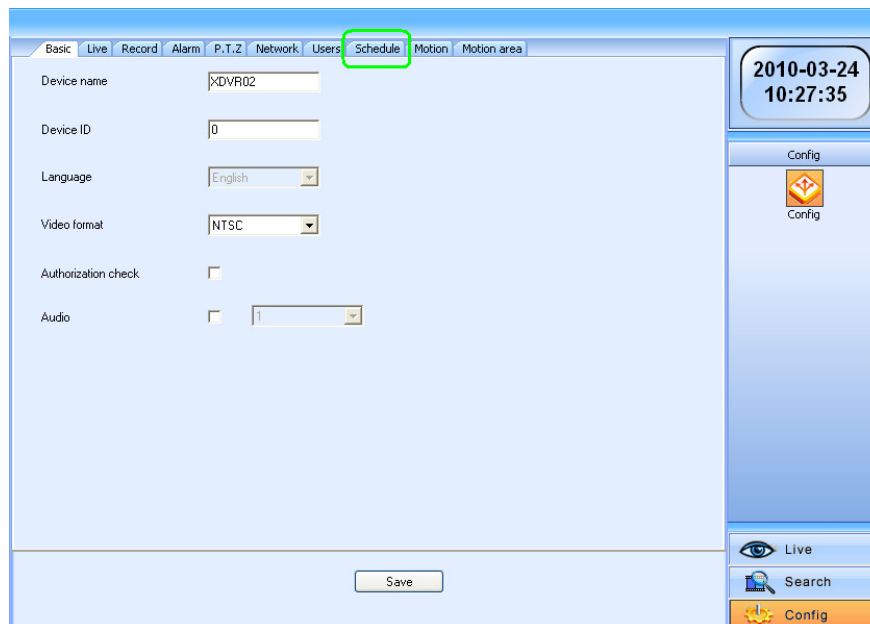 Basic Live Record Alarm P.T.Z Network Users Schedule Motion Motion area
Device name XDVR02
Device ID 0
Language English
Video format NTSC
Authorization check
Audio 1
Save
2010-03-24
10:27:35
Config
Config
Live
Search
Config